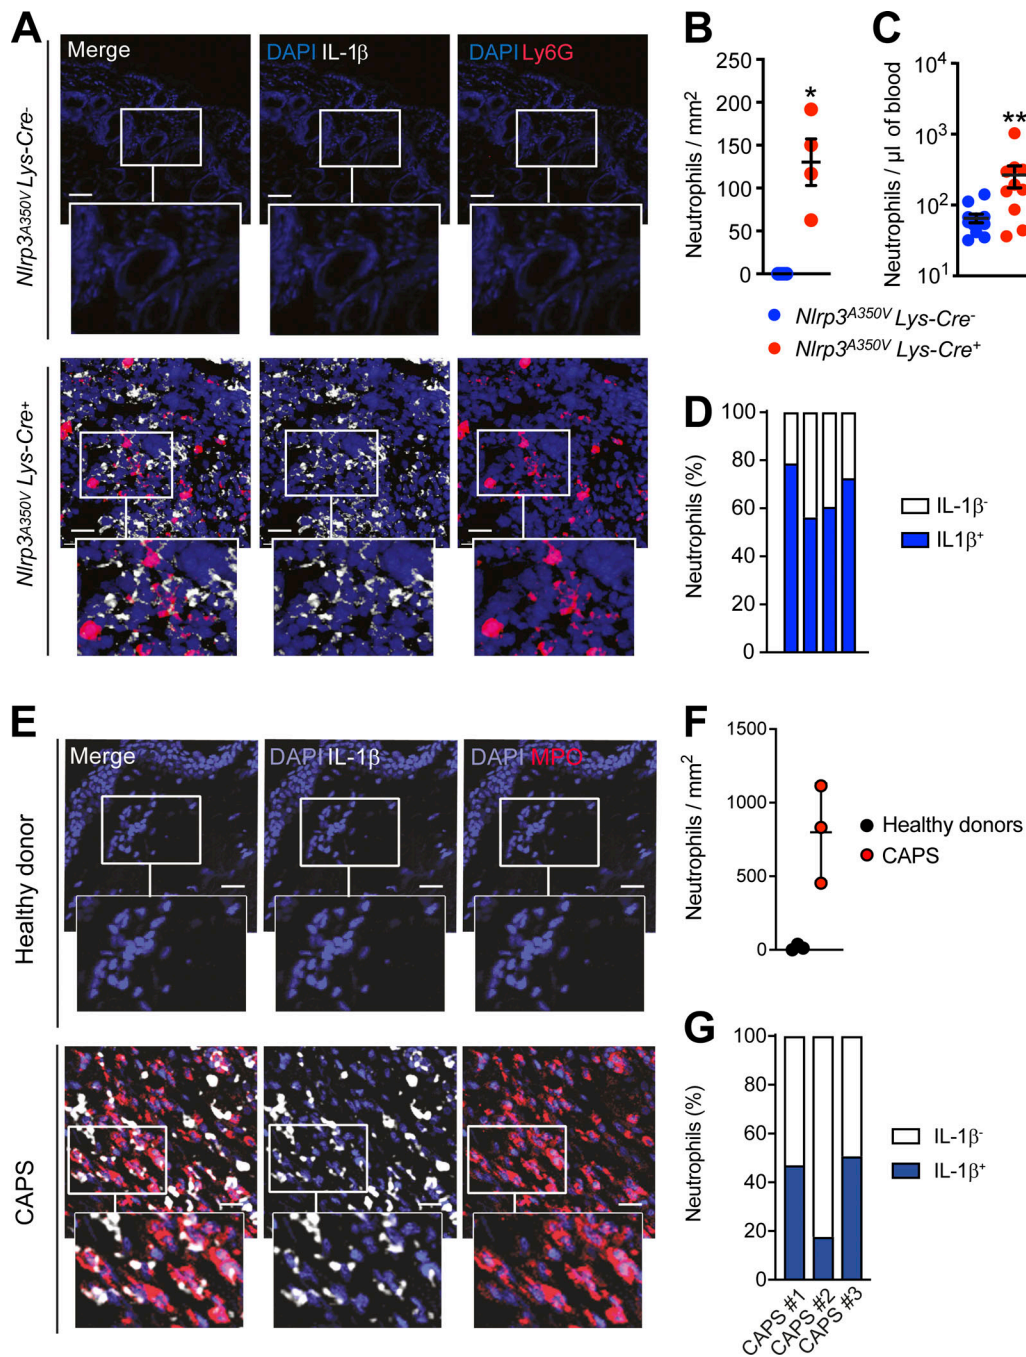 A
Merge
DAPI IL-1β
DAPI Ly6G
Nlrp3A350V Lys-Cre-
Nlrp3A350V Lys-Cre+
B
Neutrophils / mm2
250
200
150
100
50
0
*
C
Neutrophils / µl of blood
104
103
102
101
**
Nlrp3A350V Lys-Cre-
Nlrp3A350V Lys-Cre+
D
Neutrophils (%)
100
80
60
40
20
0
IL-1β-
IL1β+
E
Merge
DAPI IL-1β
DAPI MPO
Healthy donor
CAPS
F
Neutrophils / mm2
1500
1000
500
0
Healthy donors
CAPS
G
Neutrophils (%)
100
80
60
40
20
0
CAPS #1
CAPS #2
CAPS #3
IL-1β-
IL-1β+